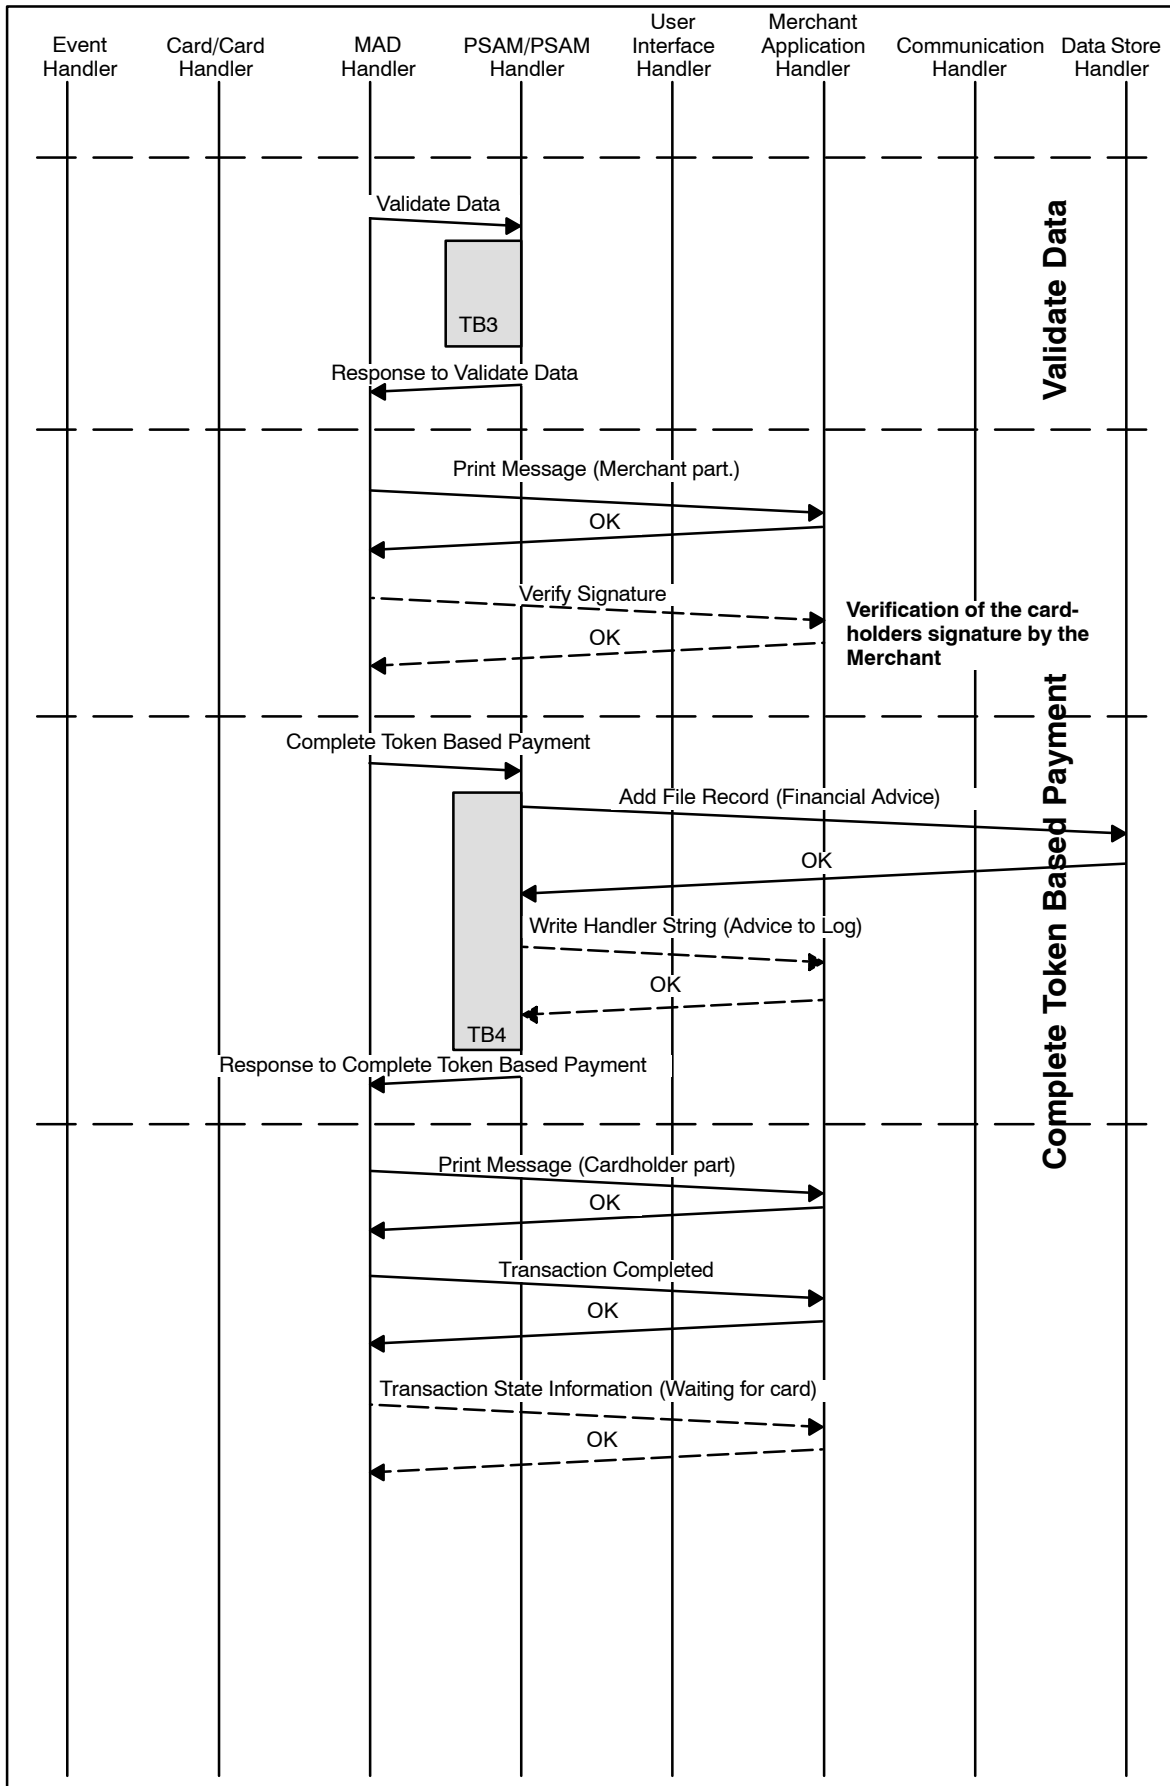 Event
Handler
Card/Card
Handler
MAD
Handler
PSAM/PSAM
Handler
User
Interface
Handler
Merchant
Application
Handler
Communication
Handler
Data Store
Handler
Validate Data
TB3
Response to Validate Data
Validate Data
Print Message (Merchant part.)
OK
Verify Signature
OK
Verification of the card-
holders signature by the
Merchant
Complete Token Based Payment
Add File Record (Financial Advice)
OK
Write Handler String (Advice to Log)
OK
TB4
Response to Complete Token Based Payment
Complete Token Based Payment
Print Message (Cardholder part)
OK
Transaction Completed
OK
Transaction State Information (Waiting for card)
OK